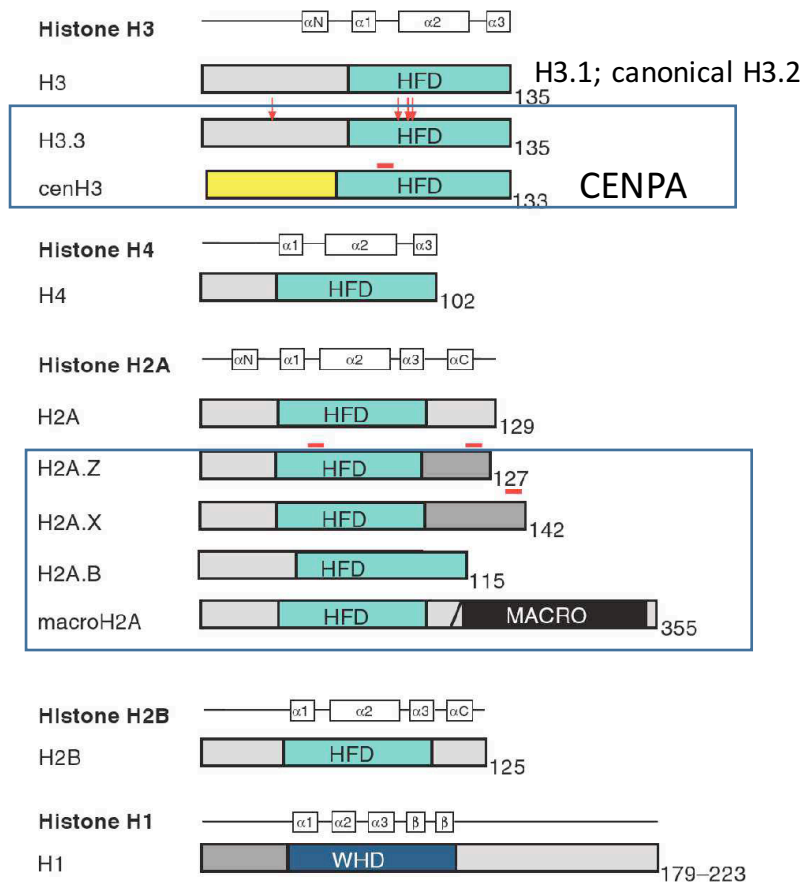 Histone H3 αN α1 α2 α3
H3 HFD 135 H3.1; canonical H3.2
H3.3 HFD 135
cenH3 HFD 133 CENPA
Histone H4 α1 α2 α3
H4 HFD 102
Histone H2A αN α1 α2 α3 αC
H2A HFD 129
H2A.Z HFD 127
H2A.X HFD 142
H2A.B HFD 115
macroH2A HFD MACRO 355
Histone H2B α1 α2 α3 αC
H2B HFD 125
Histone H1 α1 α2 α3 β β
H1 WHD 179–223